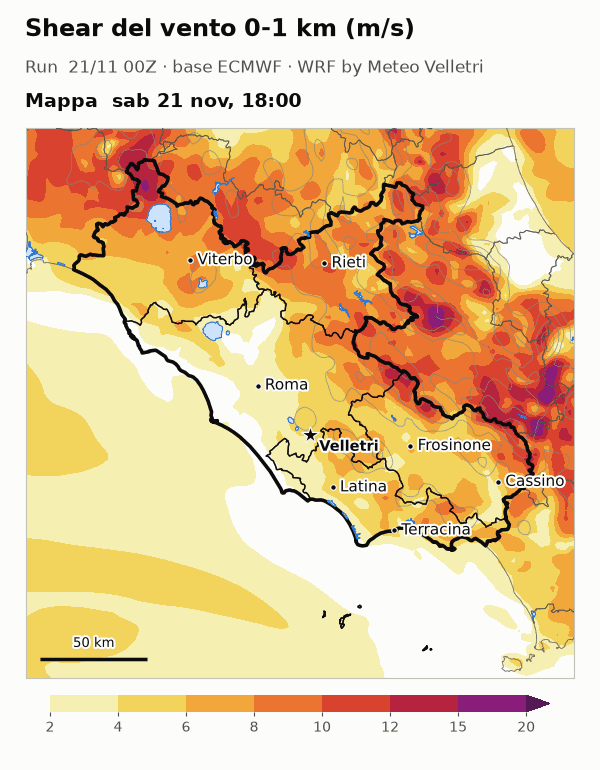 Shear del vento 0-1 km (m/s)
Run 21/11 00Z · base ECMWF · WRF by Meteo Velletri
Mappa sab 21 nov, 18:00
Viterbo
Rieti
Roma
Velletri
Frosinone
Latina
Cassino
Terracina
50 km
2 4 6 8 10 12 15 20